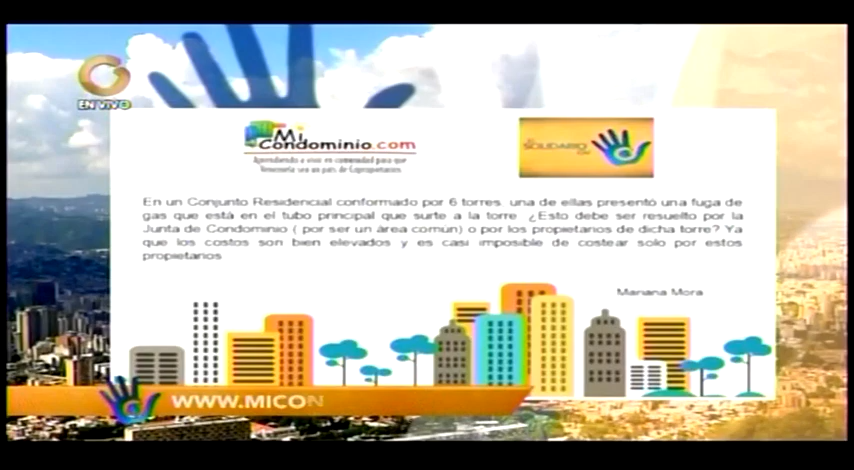 EN VIVO
Mi
Condominio.com
Aprendiendo a vivir en comunidad para que
Venezuela sea un país de Copropietarios
SOLIDARIO
En un Conjunto Residencial conformado por 6 torres una de ellas presentó una fuga de
gas que está en el tubo principal que surte a la torre ¿Esto debe ser resuelto por la
Junta de Condominio ( por ser un área común) o por los propietarios de dicha torre? Ya
que los costos son bien elevados y es casi imposible de costear solo por estos
propietarios
Mariana Mora
WWW.MICON